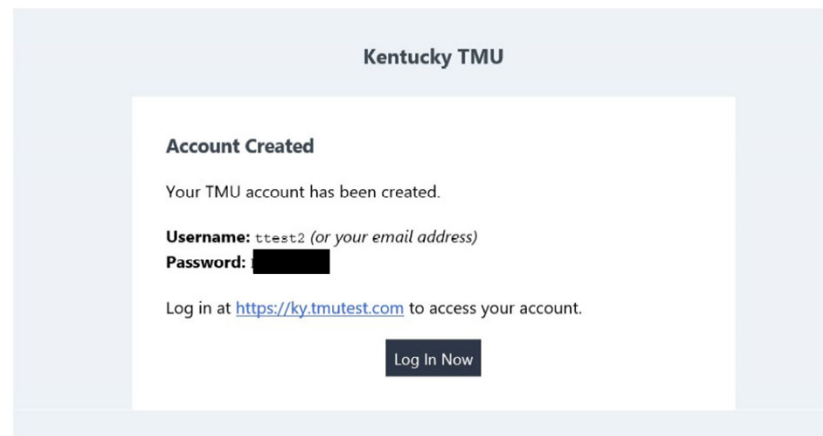 Kentucky TMU
Account Created
Your TMU account has been created.
Username: ttest2 (or your email address)
Password:
Log in at https://ky.tmutest.com to access your account.
Log In Now